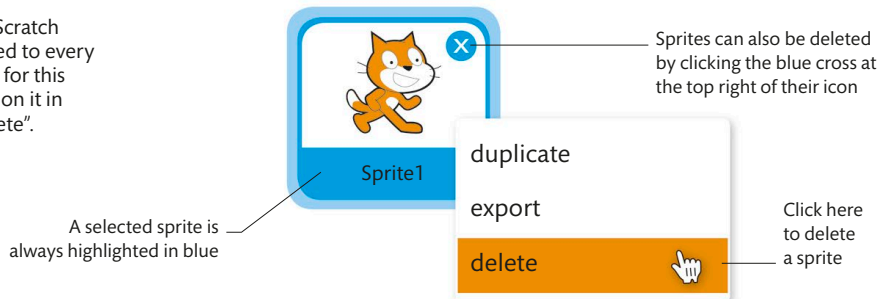 Scratch
ed to every
for this
on it in
ete”.
Sprites can also be deleted
by clicking the blue cross at
the top right of their icon
x
Sprite1
A selected sprite is
always highlighted in blue
duplicate
export
delete
Click here
to delete
a sprite